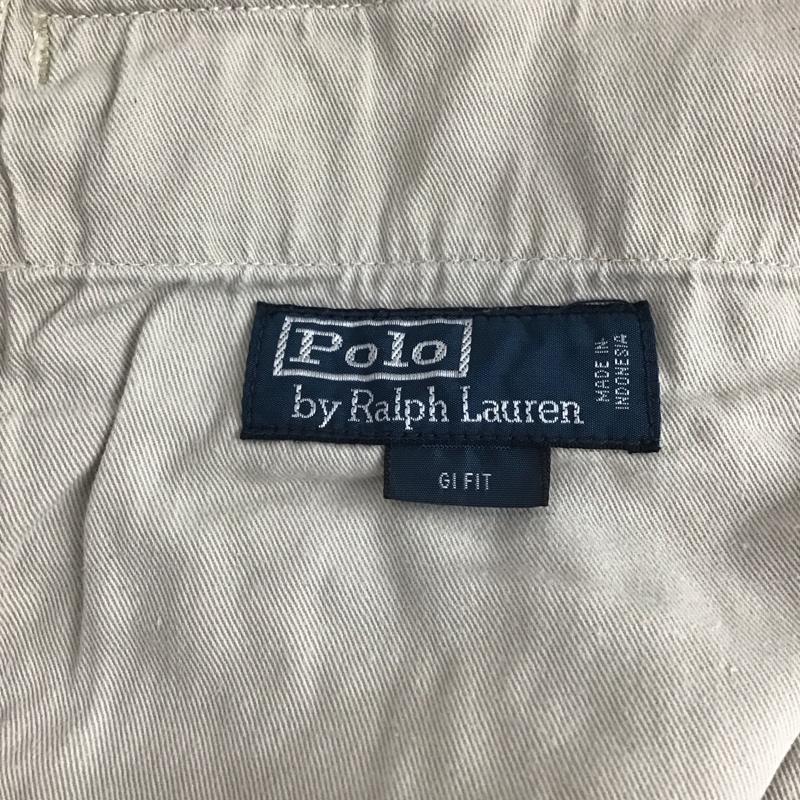 Polo
by Ralph Lauren
MADE IN
INDONESIA
GI FIT